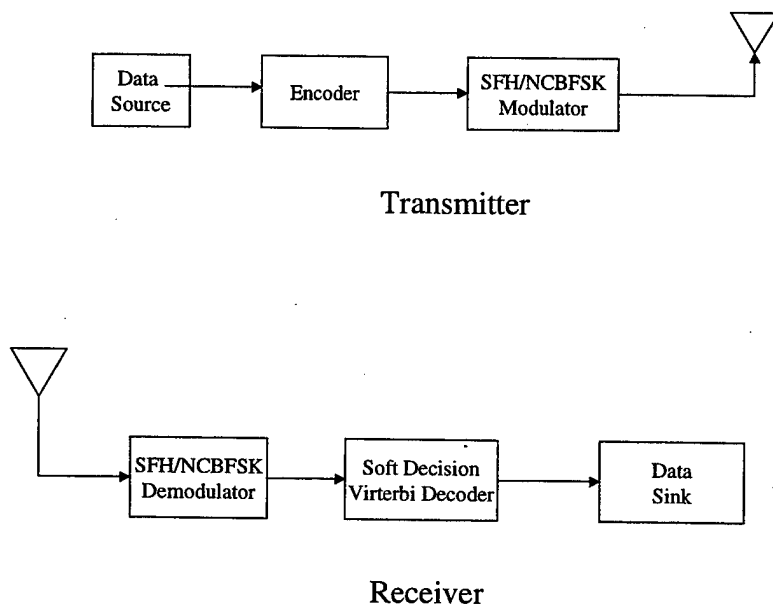 Data
Source
Encoder
SFH/NCBFSK
Modulator
Transmitter
SFH/NCBFSK
Demodulator
Soft Decision
Virterbi Decoder
Data
Sink
Receiver